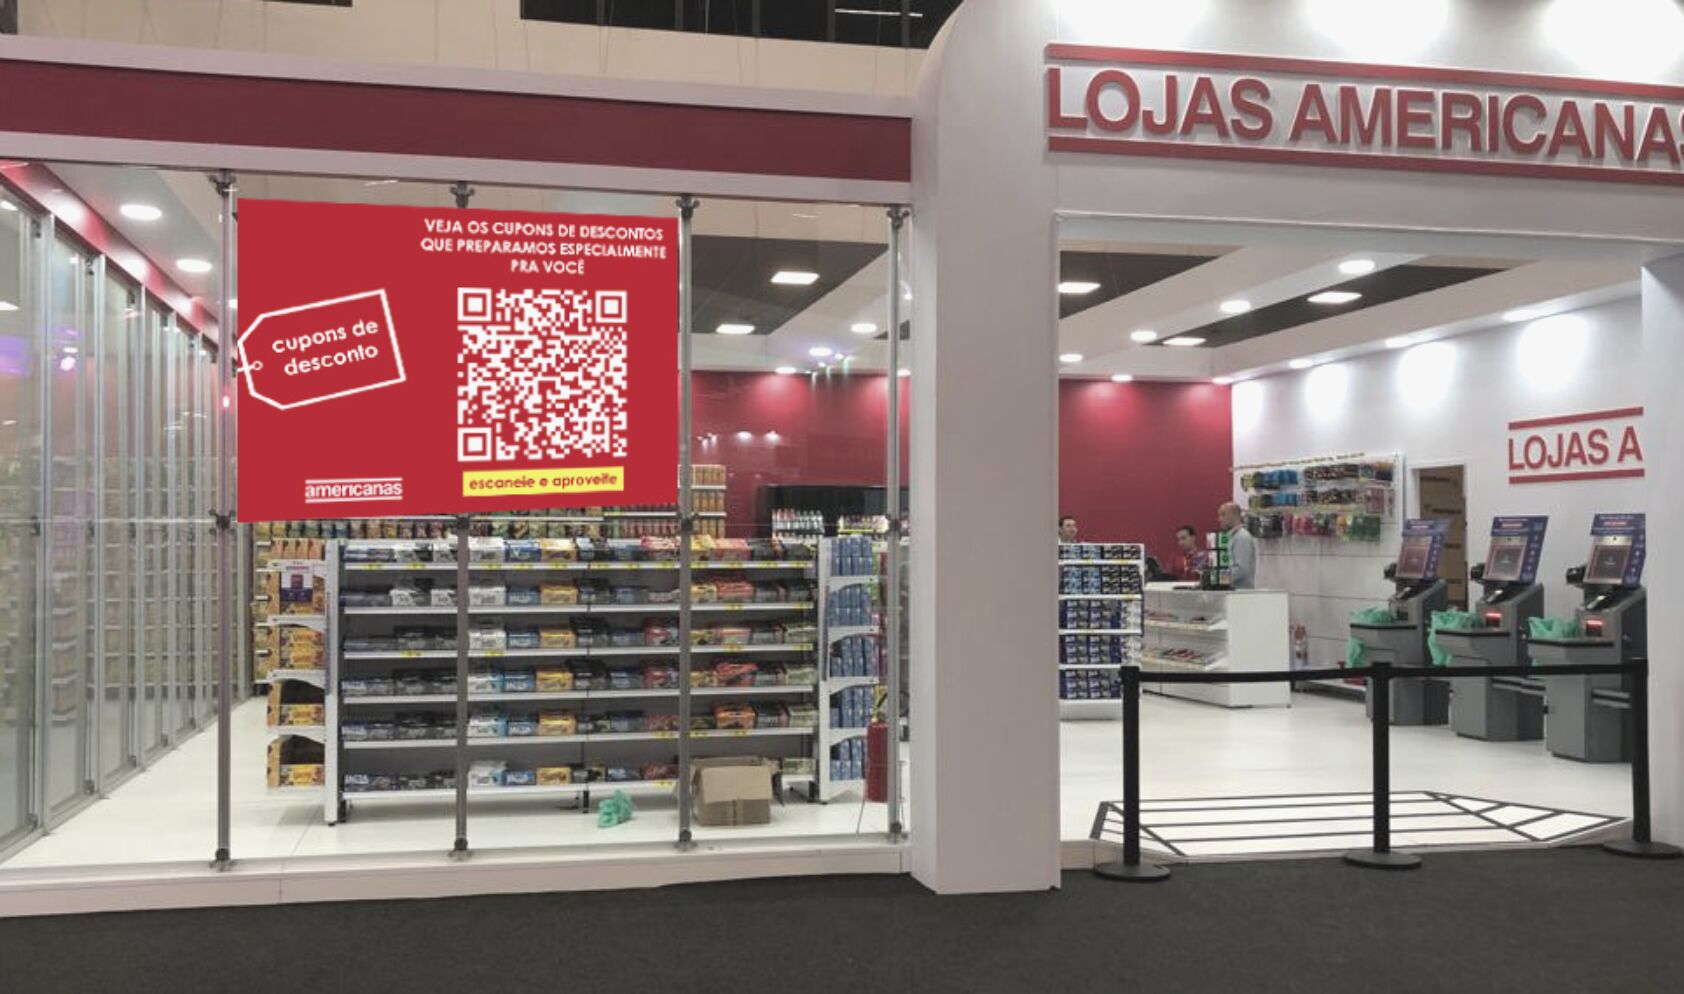 LOJAS AMERICANAS
VEJA OS CUPONS DE DESCONTOS
QUE PREPARAMOS ESPECIALMENTE
PRA VOCÊ
cupons de
desconto
americanas
escaneie e aproveite
LOJAS A